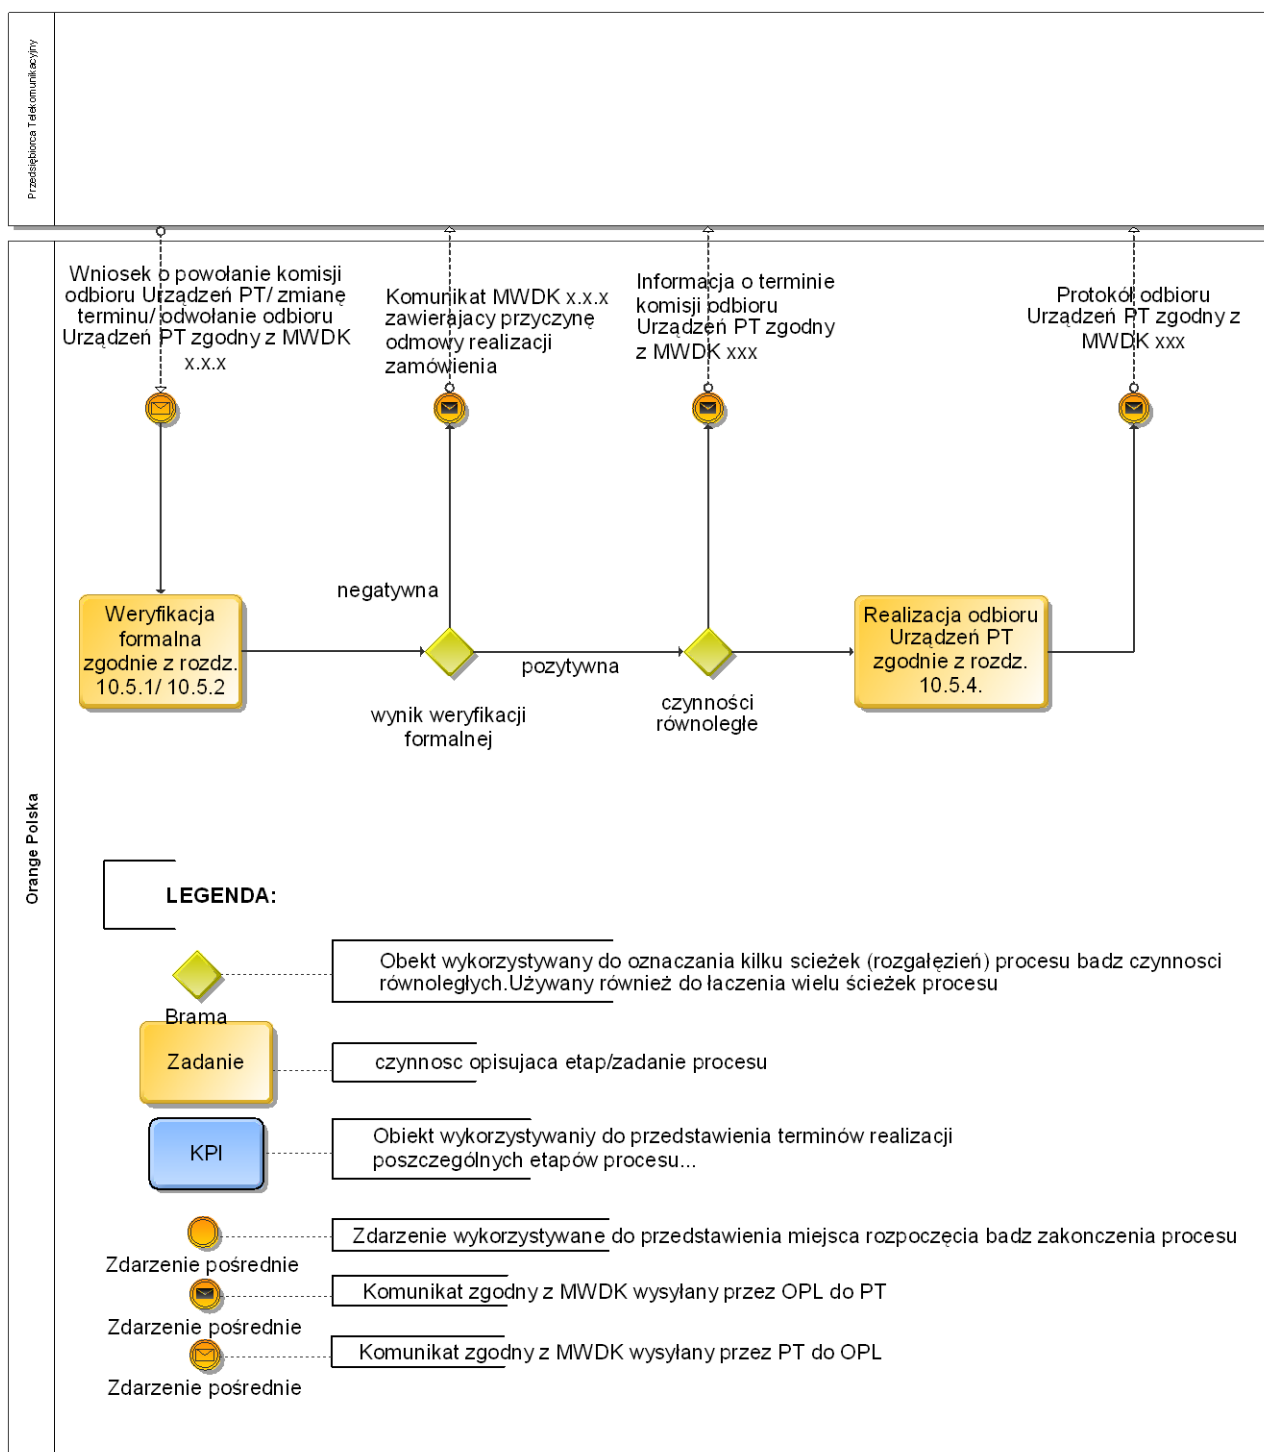 Przedsiębiorca Telekomunikacyjny
Wniosek o powołanie komisji
odbioru Urządzeń PT/ zmianę
terminu/ odwołanie odbioru
Urządzeń PT zgodny z MWDK
x.x.x
Komunikat MWDK x.x.x
zawierajacy przyczynę
odmowy realizacji
zamówienia
Informacja o terminie
komisji odbioru
Urządzeń PT zgodny
z MWDK xxx
Protokół odbioru
Urządzeń PT zgodny z
MWDK xxx
negatywna
Weryfikacja
formalna
zgodnie z rozdz.
10.5.1/ 10.5.2
pozytywna
wynik weryfikacji
formalnej
czynności
równoległe
Realizacja odbioru
Urządzeń PT
zgodnie z rozdz.
10.5.4.
Orange Polska
LEGENDA:
Obekt wykorzystywany do oznaczania kilku scieżek (rozgałęzień) procesu badz czynnosci
równoległych.Używany również do łaczenia wielu ścieżek procesu
Brama
Zadanie
czynnosc opisujaca etap/zadanie procesu
KPI
Obiekt wykorzystywaniy do przedstawienia terminów realizacji
poszczególnych etapów procesu...
Zdarzenie wykorzystywane do przedstawienia miejsca rozpoczęcia badz zakonczenia procesu
Zdarzenie pośrednie
Komunikat zgodny z MWDK wysyłany przez OPL do PT
Zdarzenie pośrednie
Komunikat zgodny z MWDK wysyłany przez PT do OPL
Zdarzenie pośrednie